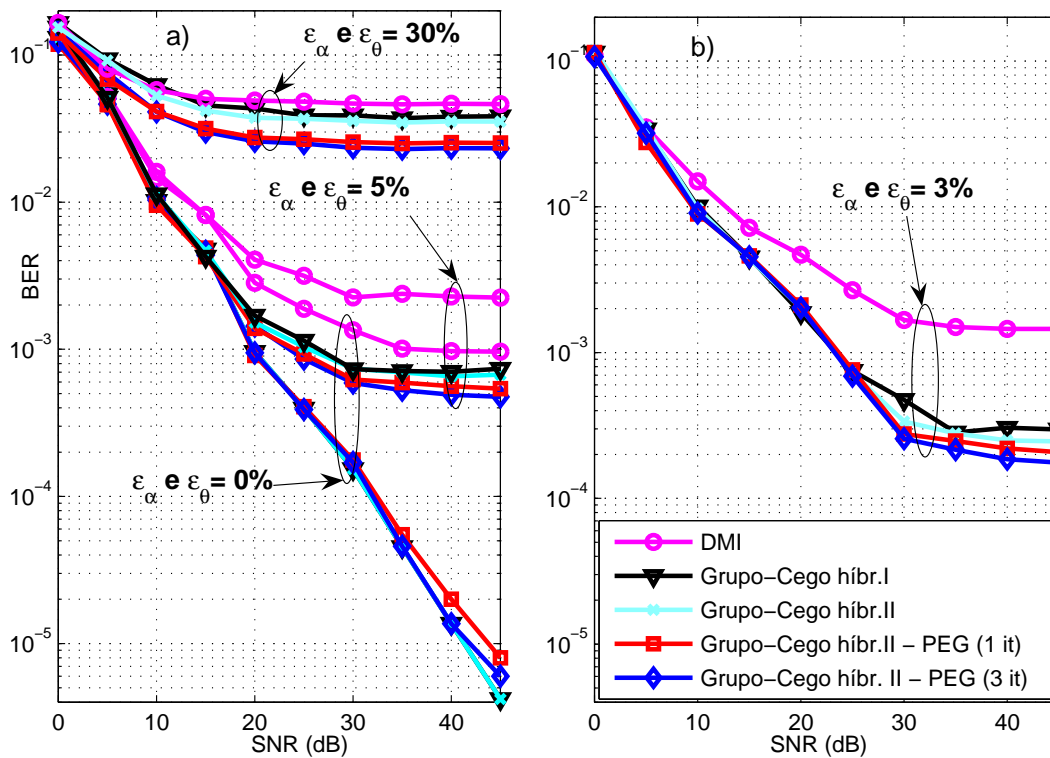 a)
ε_α e ε_θ = 30%
ε_α e ε_θ = 5%
ε_α e ε_θ = 0%
10^-1
10^-2
10^-3
10^-4
10^-5
BER
0 10 20 30 40
SNR (dB)
b)
ε_α e ε_θ = 3%
10^-1
10^-2
10^-3
10^-4
10^-5
DMI
Grupo−Cego híbr.I
Grupo−Cego híbr.II
Grupo−Cego híbr.II − PEG (1 it)
Grupo−Cego híbr. II − PEG (3 it)
0 10 20 30 40
SNR (dB)